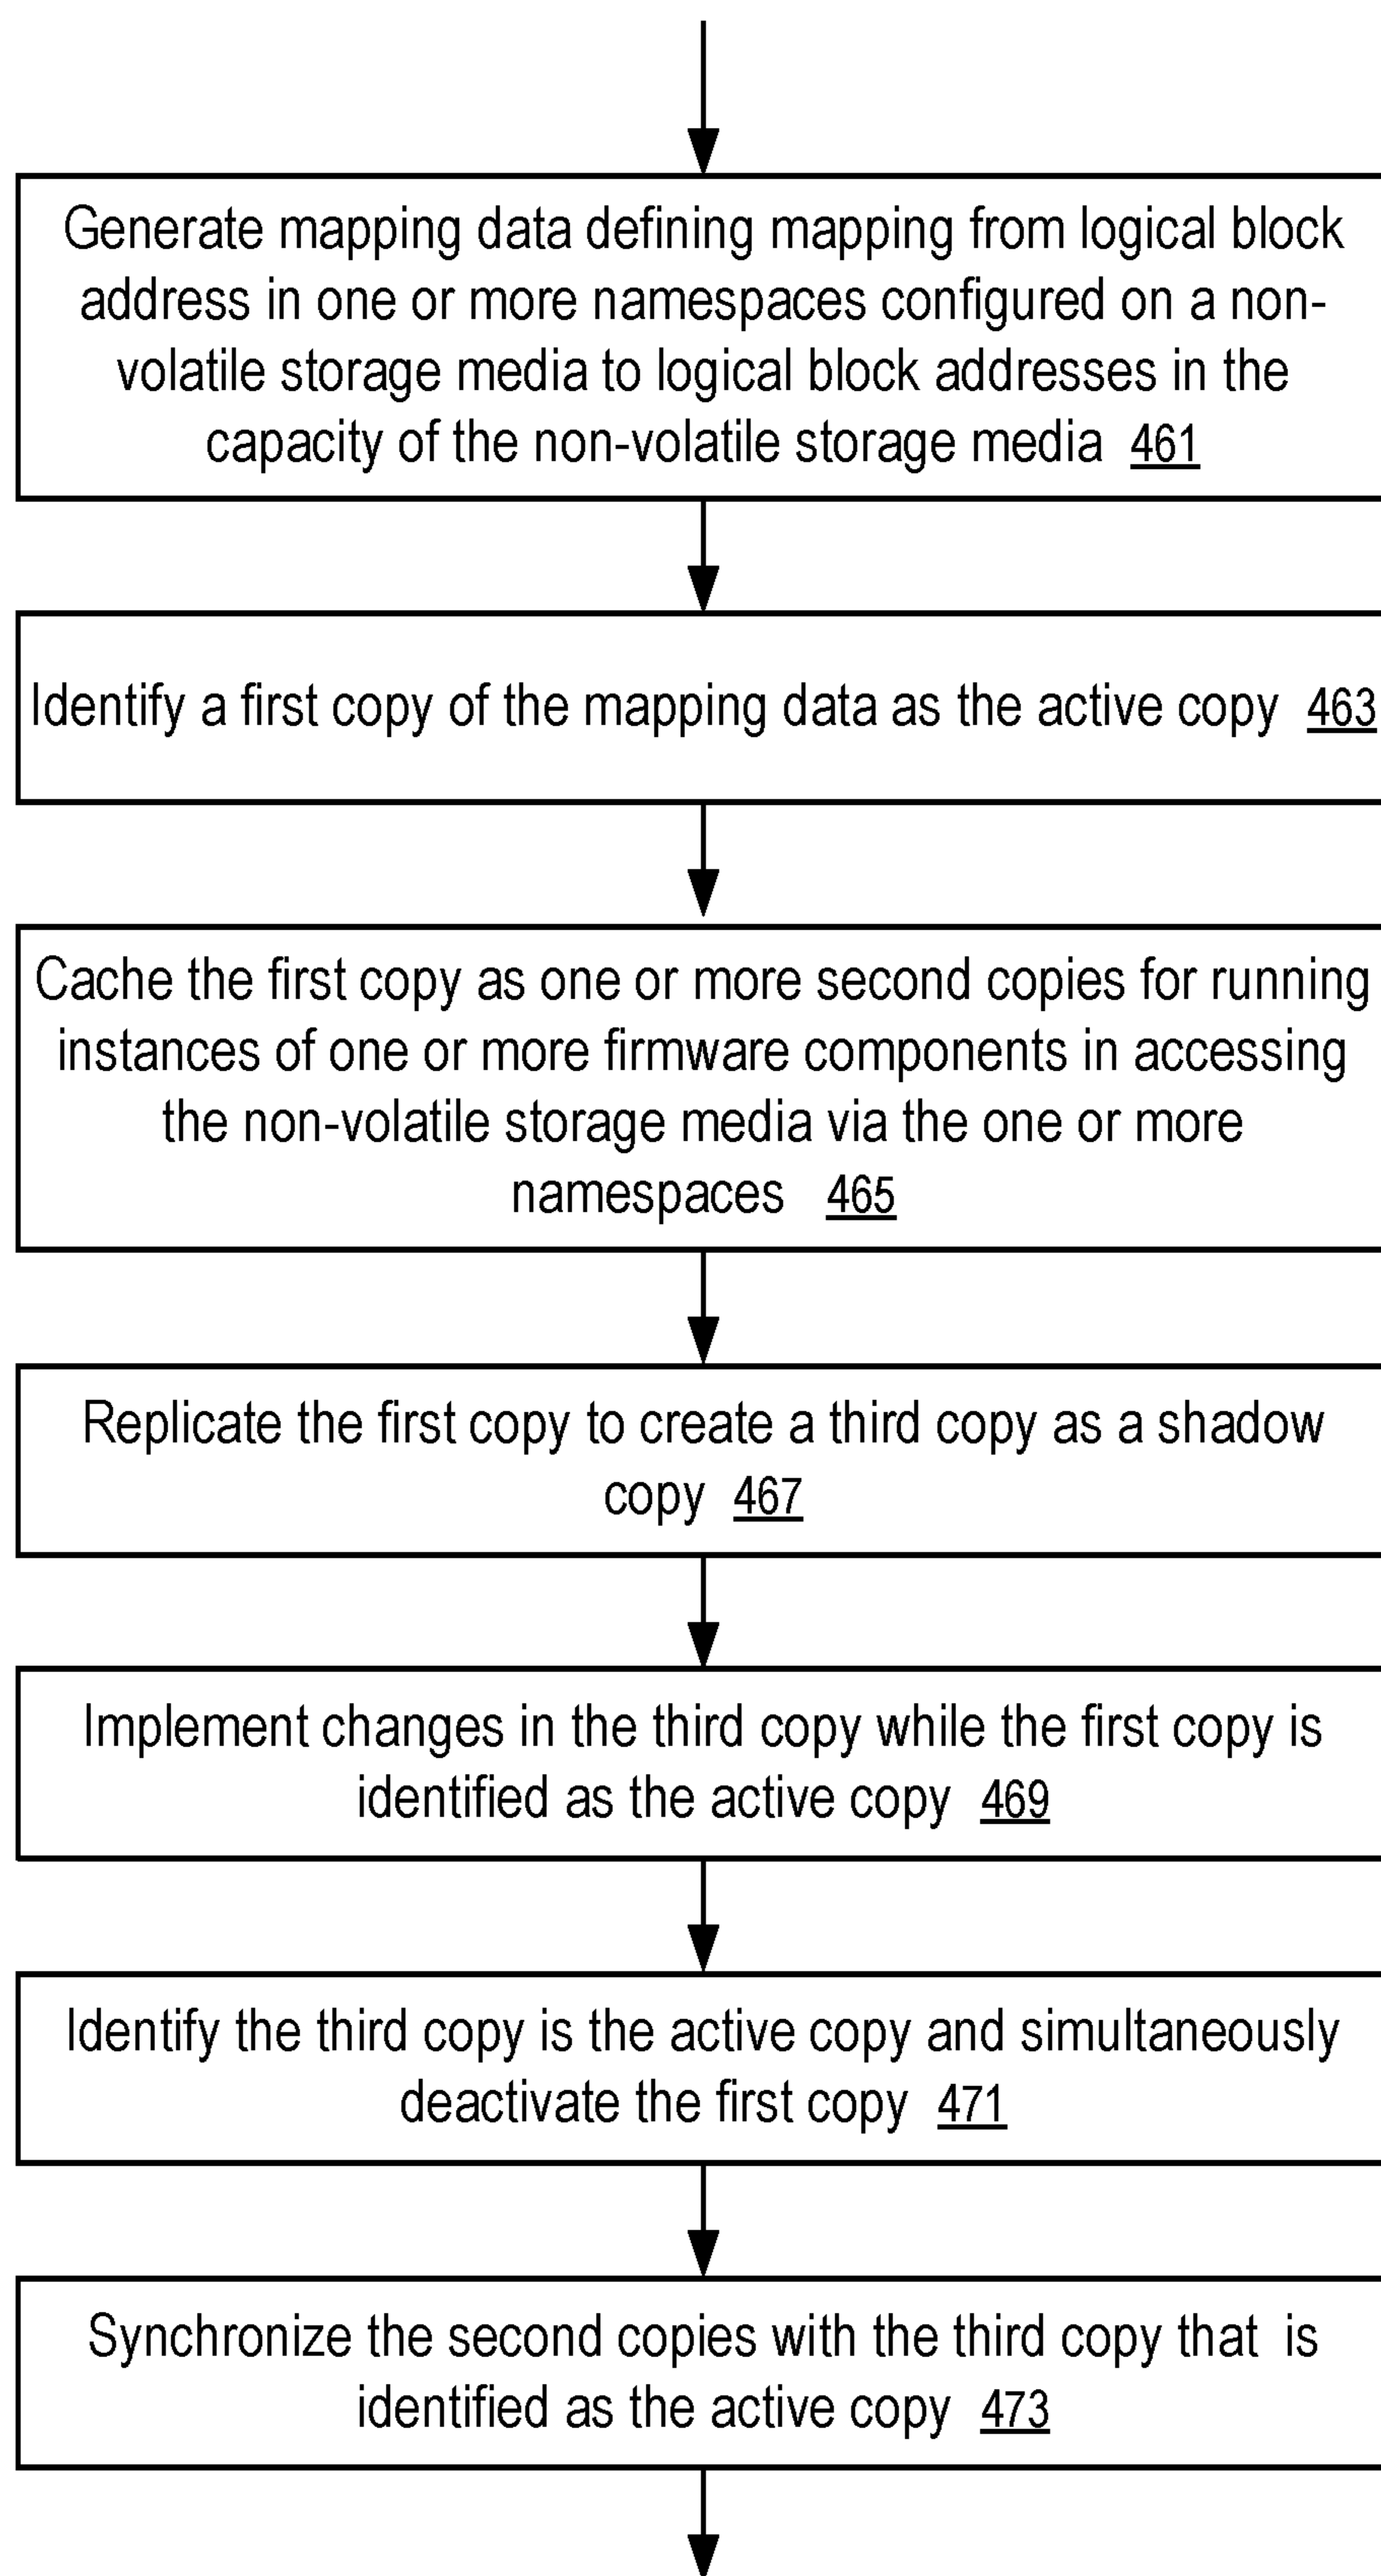 Generate mapping data defining mapping from logical block
address in one or more namespaces configured on a non-
volatile storage media to logical block addresses in the
capacity of the non-volatile storage media 461
Identify a first copy of the mapping data as the active copy 463
Cache the first copy as one or more second copies for running
instances of one or more firmware components in accessing
the non-volatile storage media via the one or more
namespaces 465
Replicate the first copy to create a third copy as a shadow
copy 467
Implement changes in the third copy while the first copy is
identified as the active copy 469
Identify the third copy is the active copy and simultaneously
deactivate the first copy 471
Synchronize the second copies with the third copy that is
identified as the active copy 473